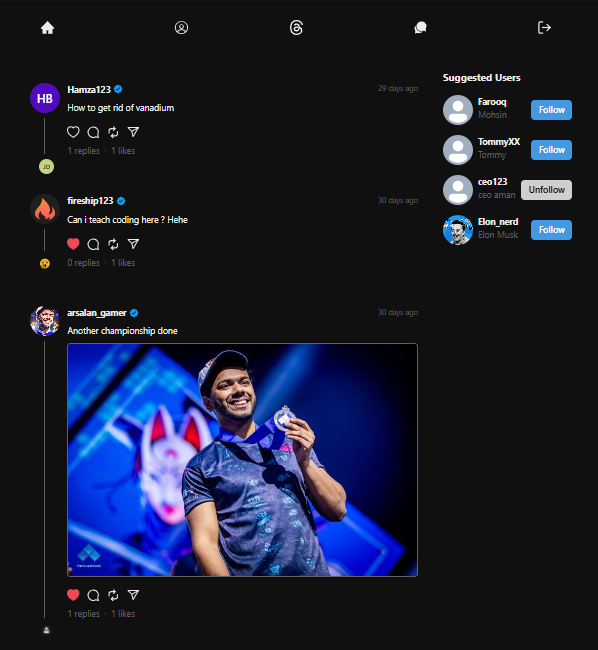 Suggested Users
HB
Hamza123
29 days ago
How to get rid of vanadium
1 replies · 1 likes
JD
fireship123
30 days ago
Can i teach coding here ? Hehe
0 replies · 1 likes
arsalan_gamer
30 days ago
Another championship done
1 replies · 1 likes
Farooq
Mohsin
Follow
TommyXX
Tommy
Follow
ceo123
ceo aman
Unfollow
Elon_nerd
Elon Musk
Follow